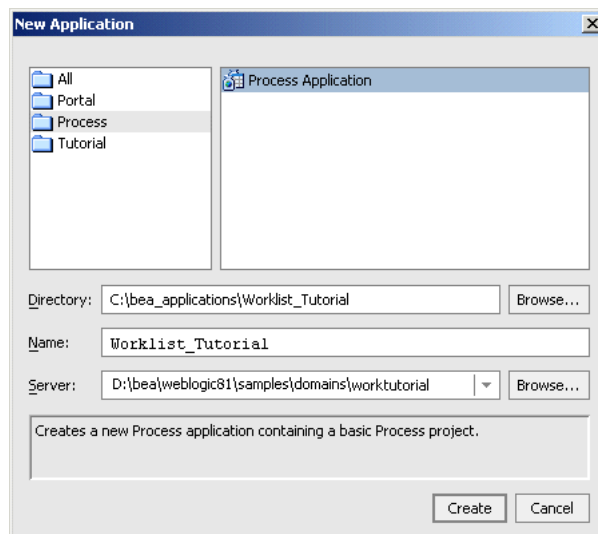 New Application
All
Portal
Process
Tutorial
Process Application
Directory: C:\bea_applications\Worklist_Tutorial Browse...
Name: Worklist_Tutorial
Server: D:\bea\weblogic81\samples\domains\worktutorial Browse...
Creates a new Process application containing a basic Process project.
Create Cancel